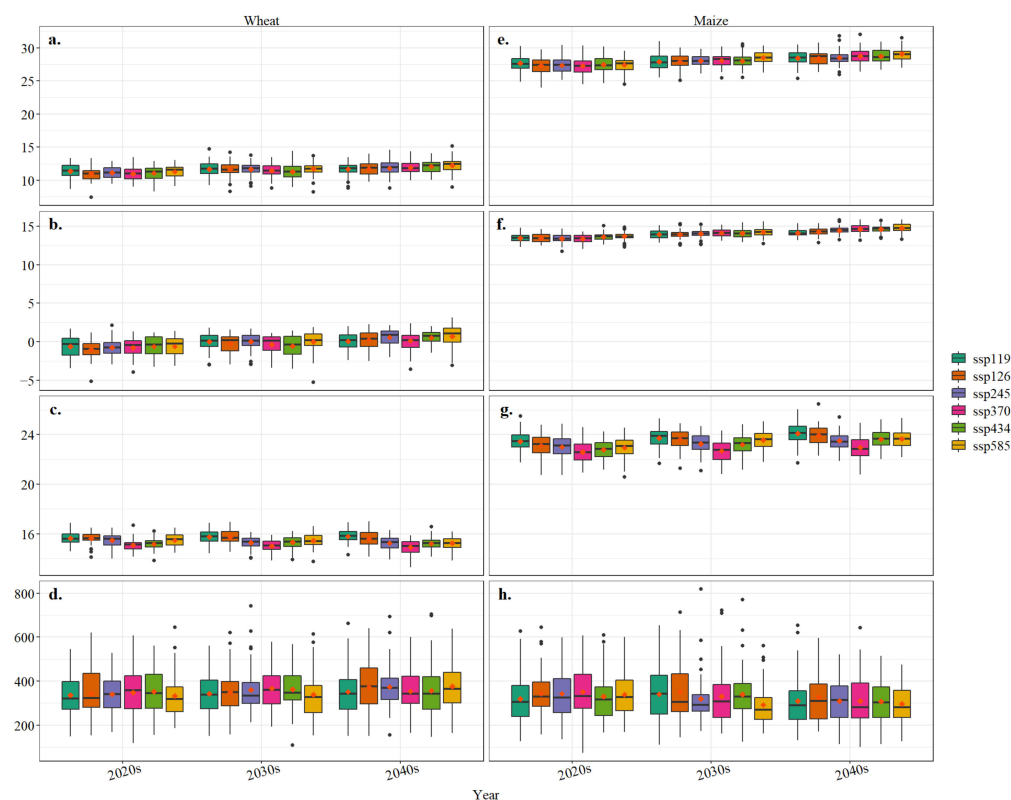 Wheat
Maize
a.
30
25
20
15
10
e.
b.
15
10
5
0
−5
f.
c.
24
20
16
g.
d.
800
600
400
200
h.
2020s
2030s
2040s
2020s
2030s
2040s
Year
ssp119
ssp126
ssp245
ssp370
ssp434
ssp585